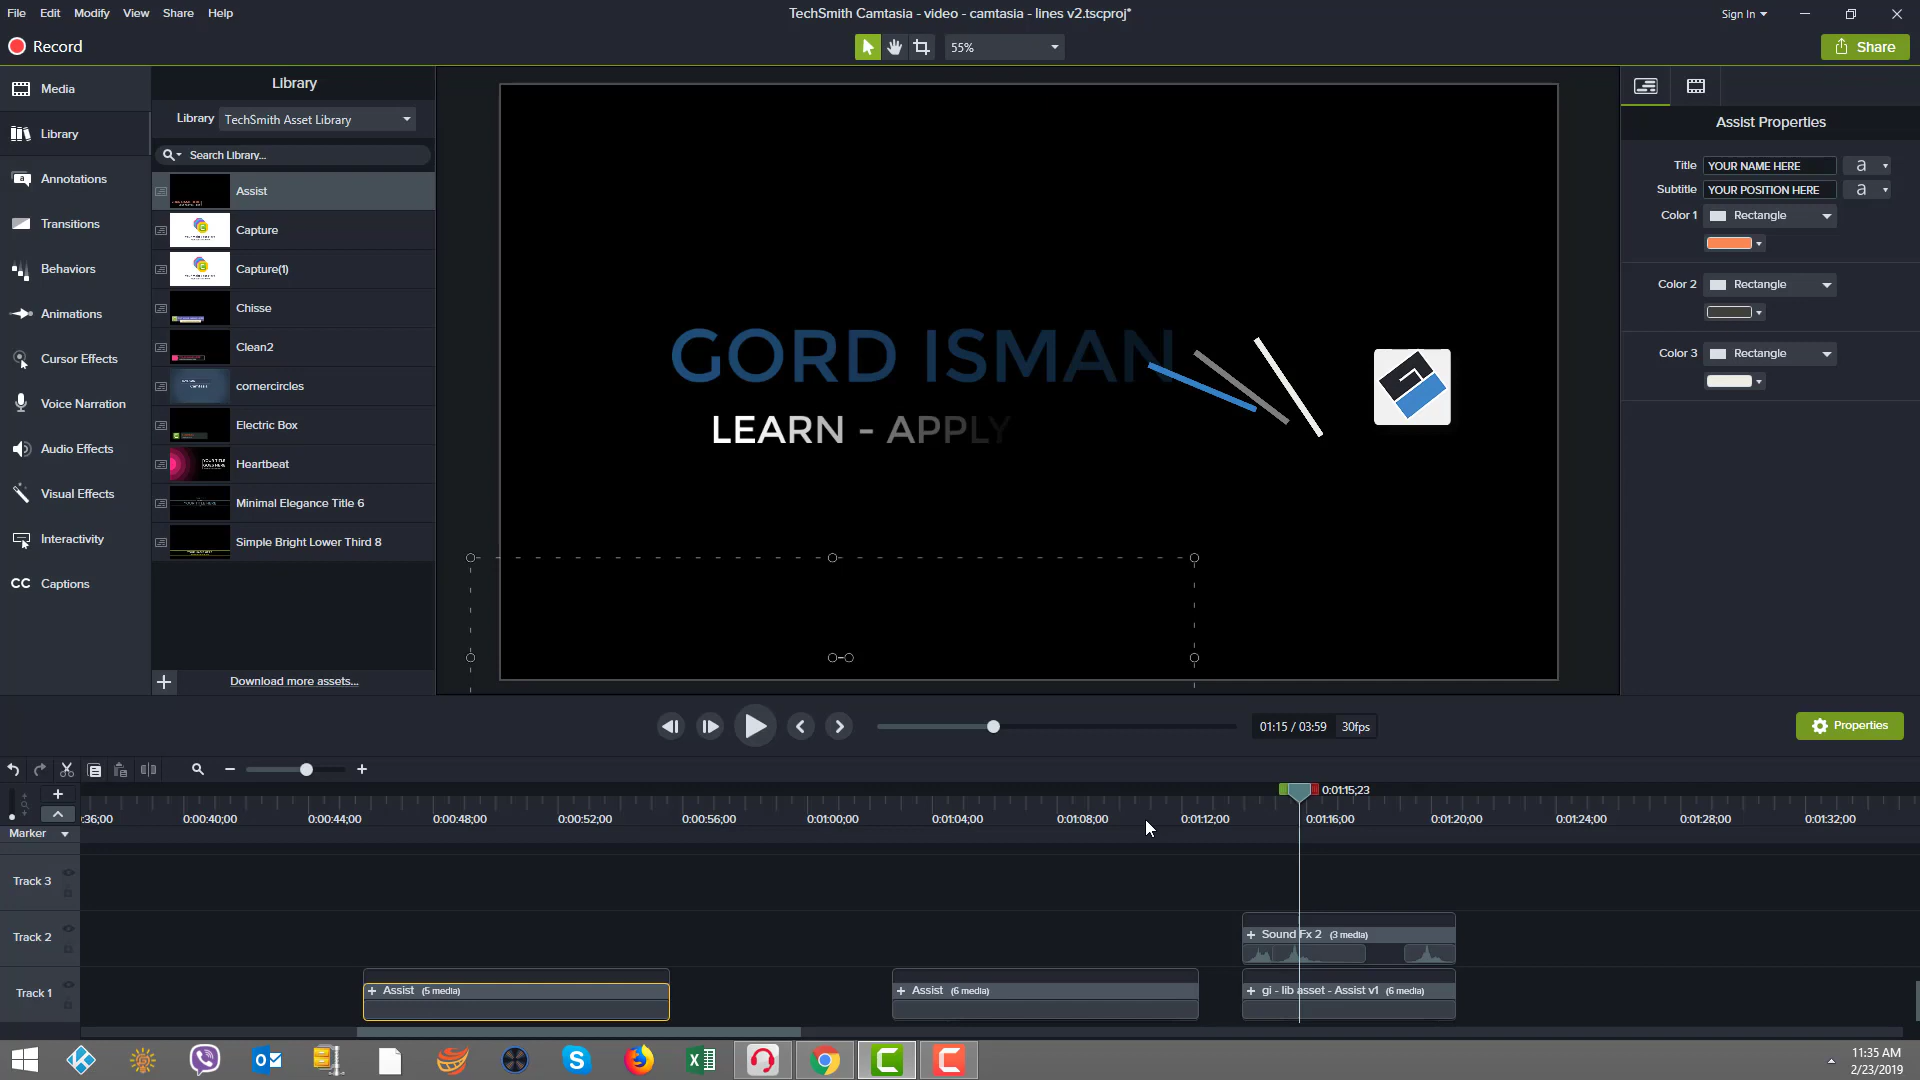 File Edit Modify View Share Help
TechSmith Camtasia - video - camtasia - lines v2.tscproj*
Sign In
Record
55%
Share
Media
Library
Annotations
Transitions
Behaviors
Animations
Cursor Effects
Voice Narration
Audio Effects
Visual Effects
Interactivity
CC Captions
Library
Library TechSmith Asset Library
Search Library...
Assist
Capture
Capture(1)
Chisse
Clean2
cornercircles
Electric Box
Heartbeat
Minimal Elegance Title 6
Simple Bright Lower Third 8
Download more assets...
GORD ISMAN
LEARN - APPLY
Assist Properties
Title YOUR NAME HERE a
Subtitle YOUR POSITION HERE a
Color 1 Rectangle
Color 2 Rectangle
Color 3 Rectangle
01:15 / 03:59 30fps
Properties
0:01:15;23
:36;00 0:00:40;00 0:00:44;00 0:00:48;00 0:00:52;00 0:00:56;00 0:01:00;00 0:01:04;00 0:01:08;00 0:01:12;00 0:01:16;00 0:01:20;00 0:01:24;00 0:01:28;00 0:01:32;00
Marker
Track 3
Track 2
Sound Fx 2 (3 media)
Track 1
Assist (5 media)
Assist (6 media)
gi - lib asset - Assist v1 (6 media)
11:35 AM
2/23/2019